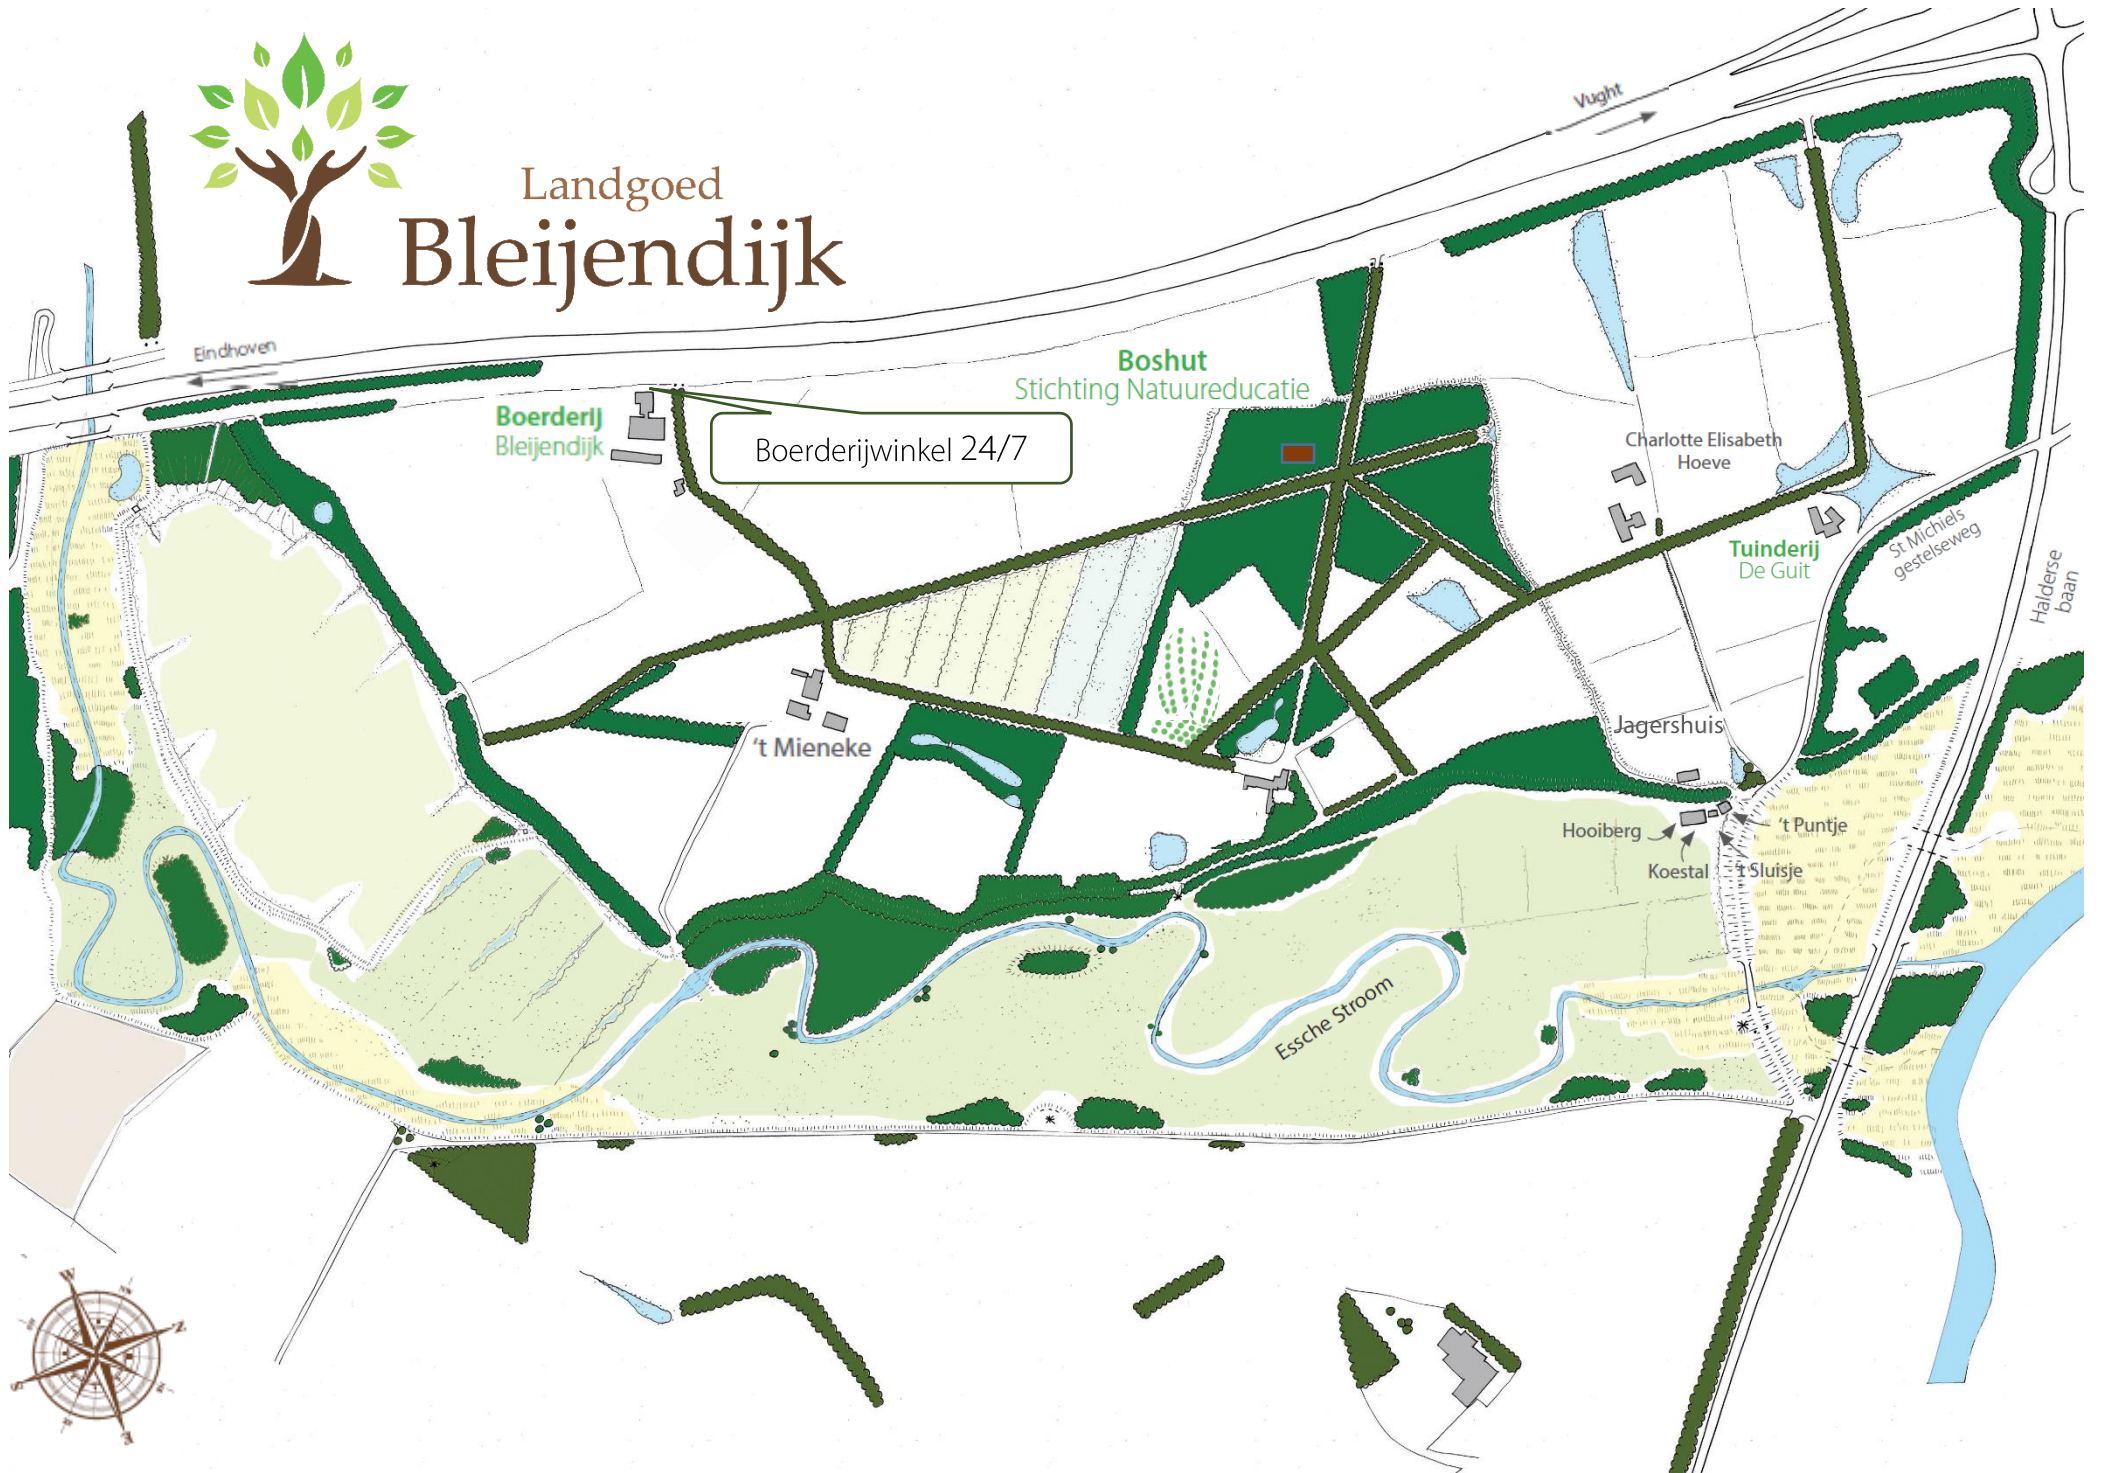 Landgoed
Bleijendijk
Vught
Eindhoven
Boshut
Stichting Natuureducatie
Boerderij
Bleijendijk
Boerderijwinkel 24/7
Charlotte Elisabeth
Hoeve
Tuinderij
De Guit
St Michiels
gestelseweg
Halderse
baan
't Mieneke
Jagershuis
Hooiberg
't Puntje
Koestal
't Sluisje
Essche Stroom
W
N
S
E